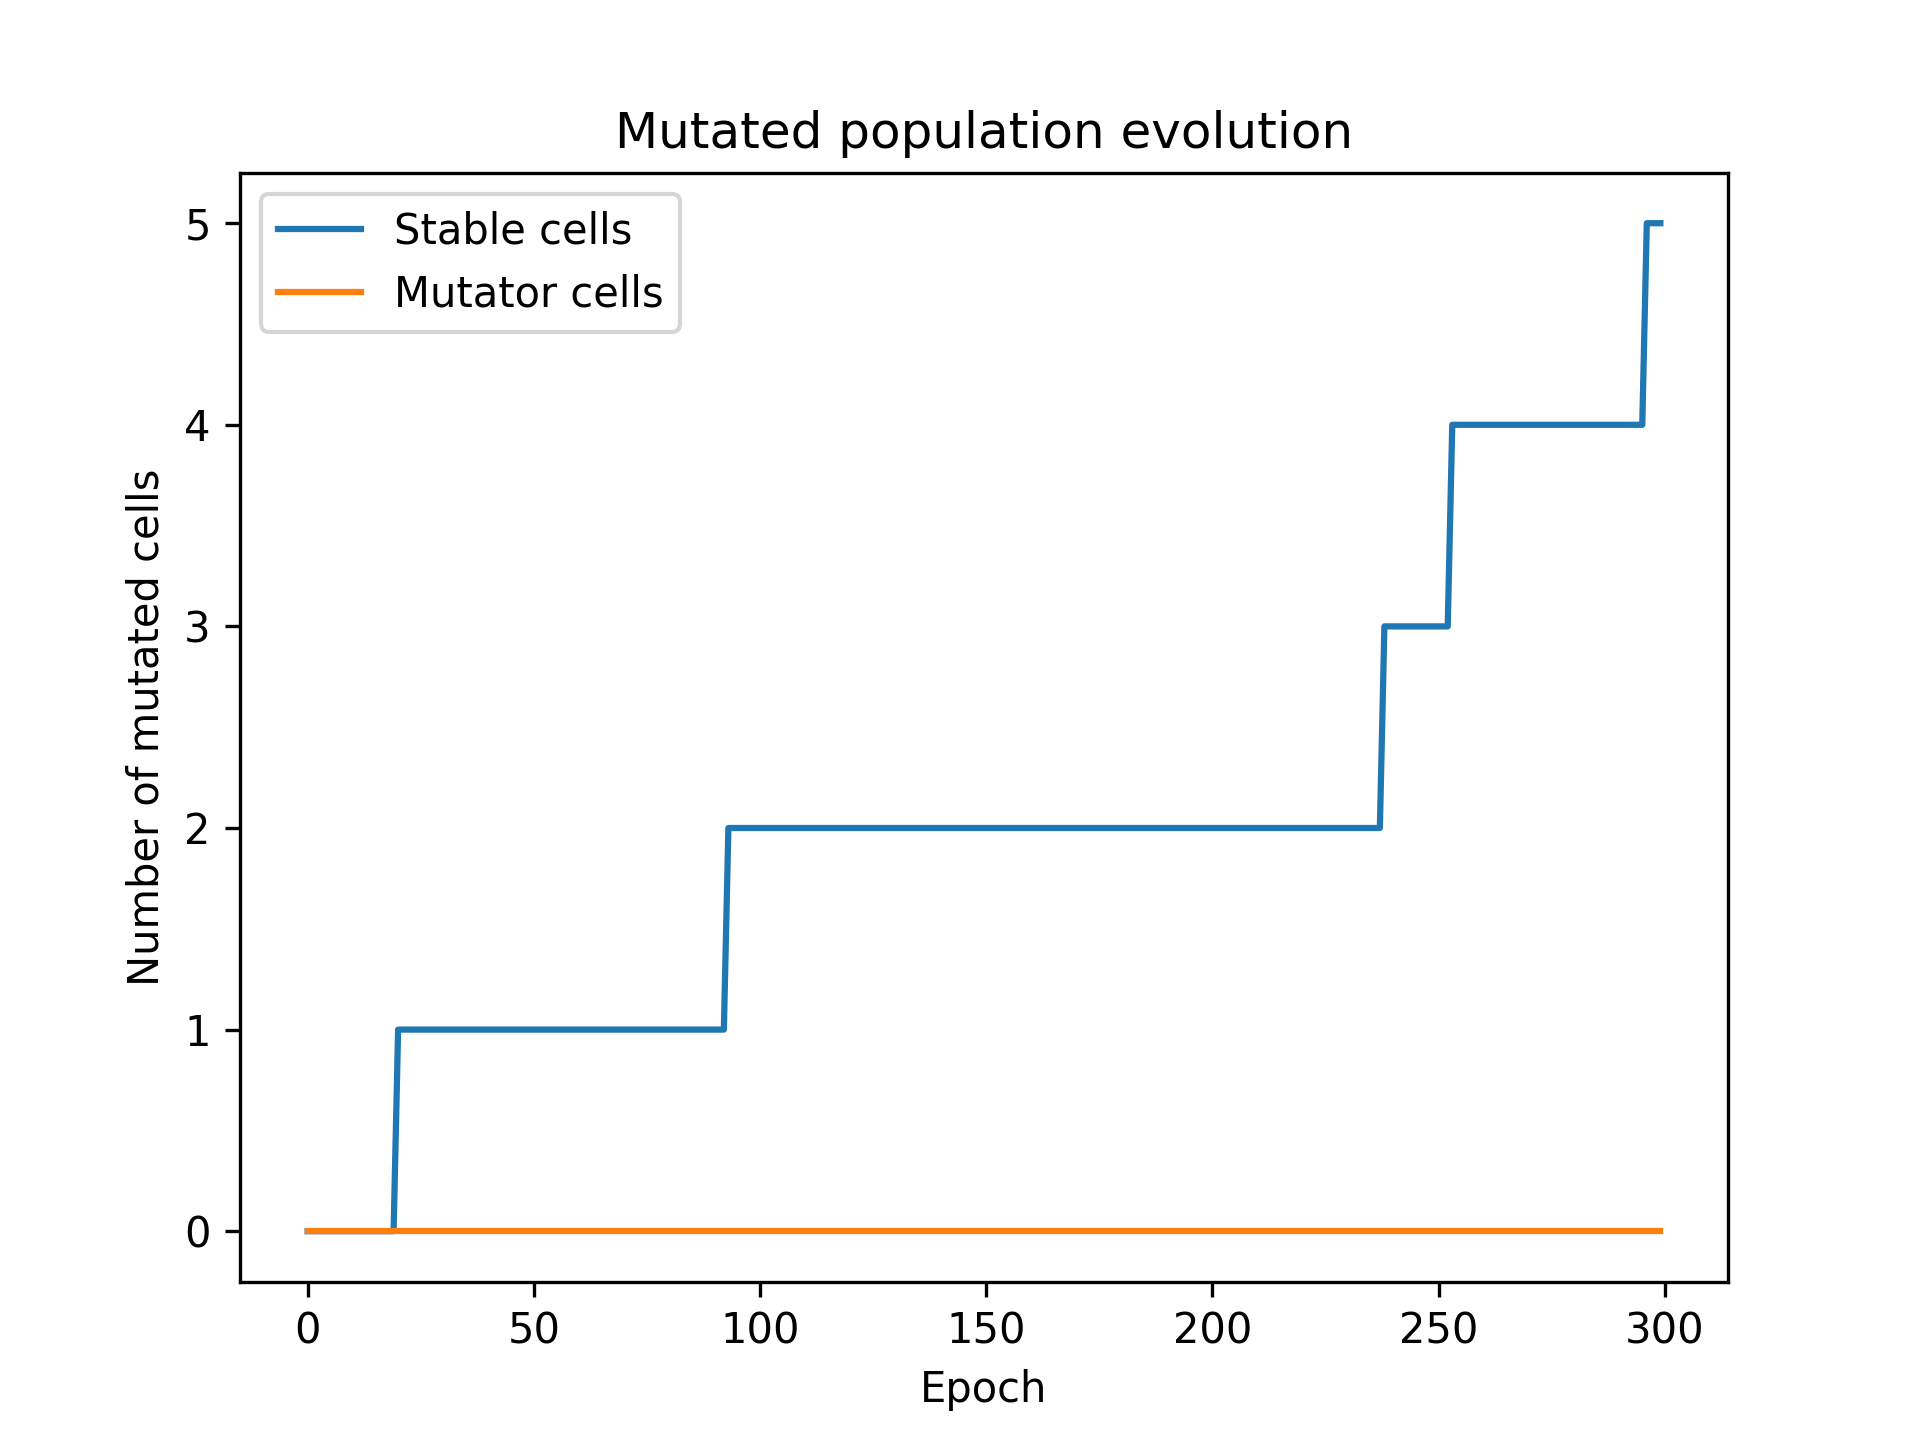 Mutated population evolution
Stable cells
Mutator cells
Number of mutated cells
5
4
3
2
1
0
0 50 100 150 200 250 300
Epoch